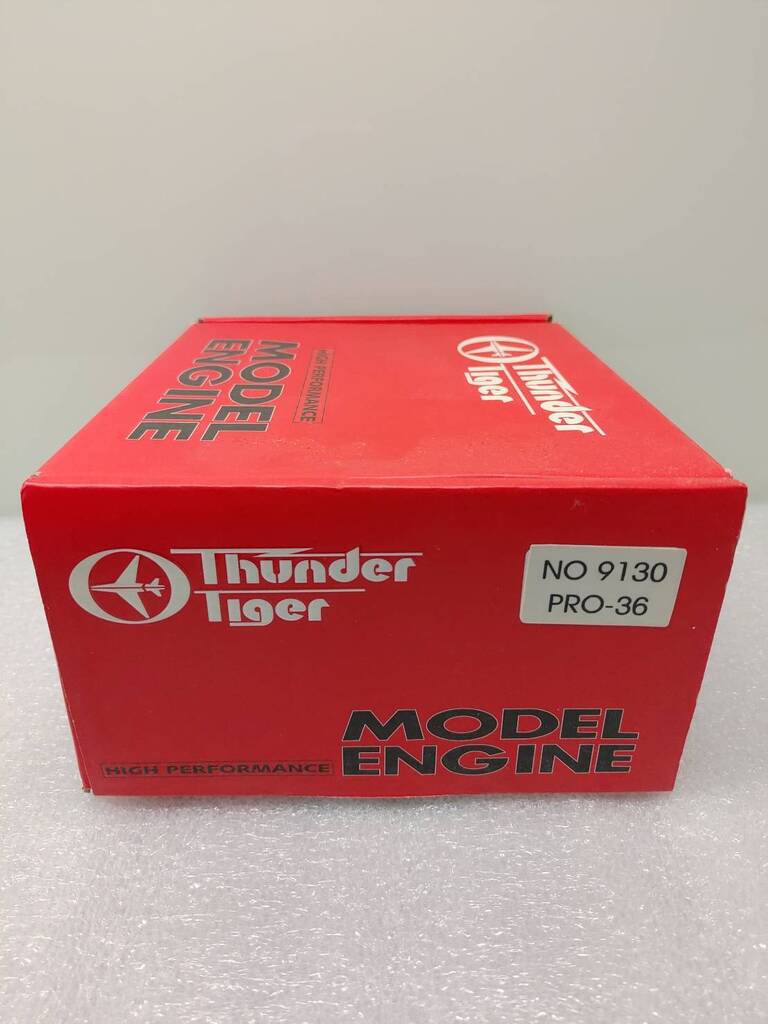 Thunder
Tiger
HIGH PERFORMANCE
MODEL
ENGINE
Thunder
Tiger
NO 9130
PRO-36
HIGH PERFORMANCE
MODEL
ENGINE